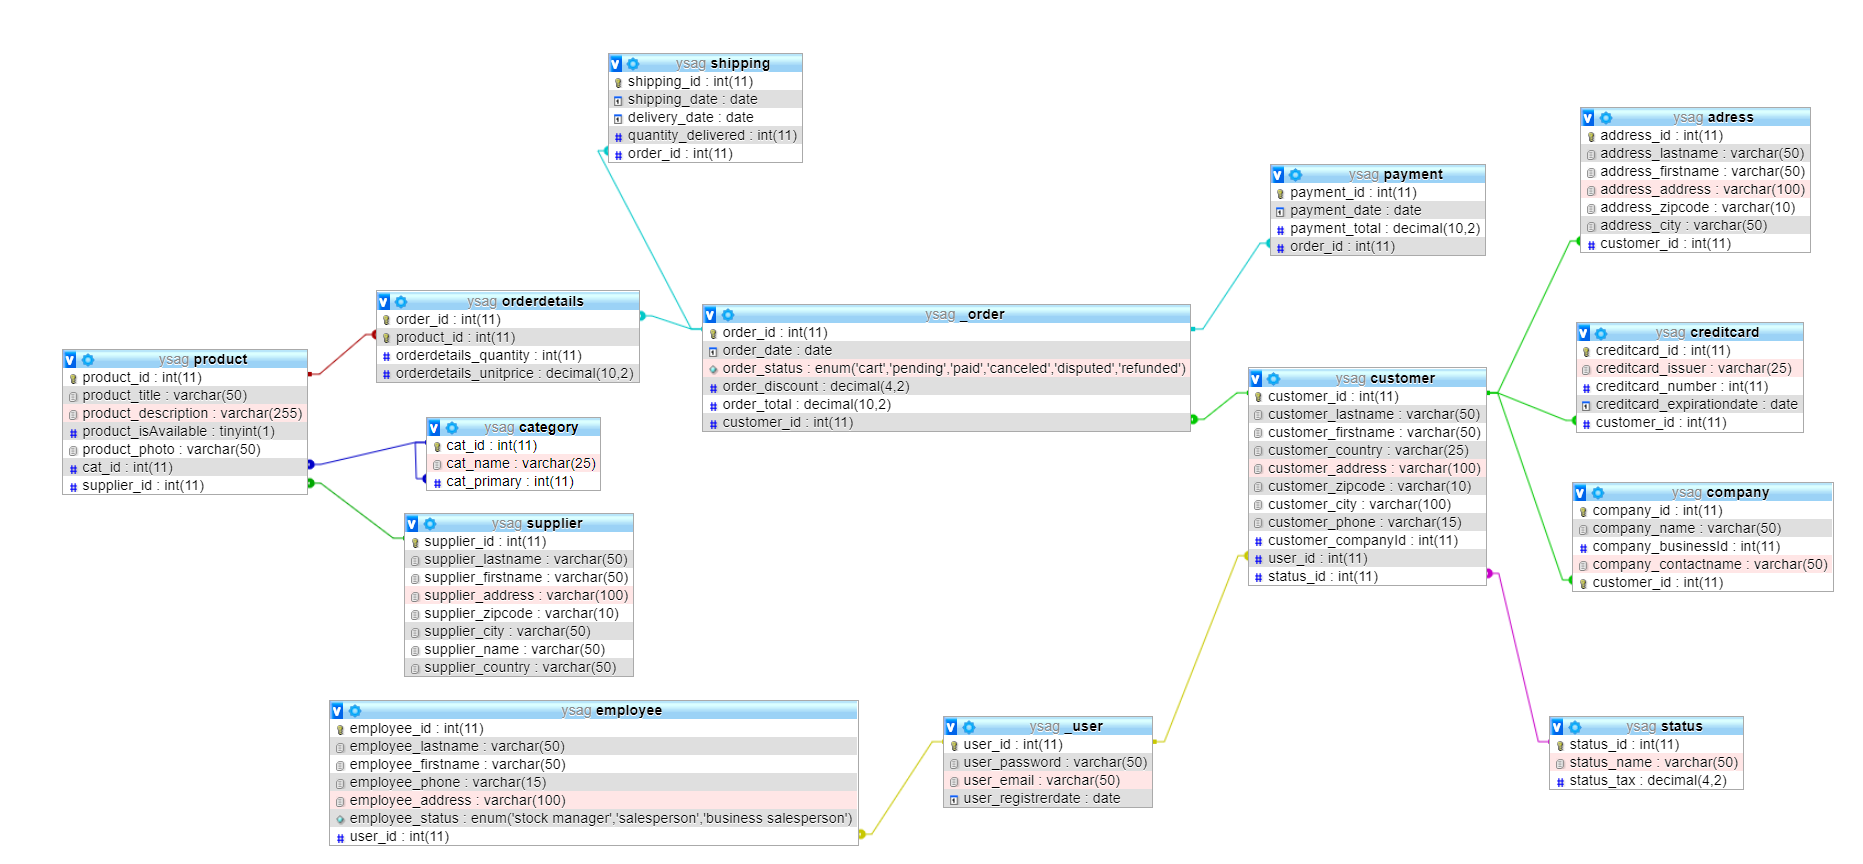 ysag shipping
shipping_id : int(11)
shipping_date : date
delivery_date : date
quantity_delivered : int(11)
order_id : int(11)
ysag adress
address_id : int(11)
address_lastname : varchar(50)
address_firstname : varchar(50)
address_address : varchar(100)
address_zipcode : varchar(10)
address_city : varchar(50)
customer_id : int(11)
ysag payment
payment_id : int(11)
payment_date : date
payment_total : decimal(10,2)
order_id : int(11)
ysag orderdetails
order_id : int(11)
product_id : int(11)
orderdetails_quantity : int(11)
orderdetails_unitprice : decimal(10,2)
ysag _order
order_id : int(11)
order_date : date
order_status : enum('cart','pending','paid','canceled','disputed','refunded')
order_discount : decimal(4,2)
order_total : decimal(10,2)
customer_id : int(11)
ysag creditcard
creditcard_id : int(11)
creditcard_issuer : varchar(25)
creditcard_number : int(11)
creditcard_expirationdate : date
customer_id : int(11)
ysag product
product_id : int(11)
product_title : varchar(50)
product_description : varchar(255)
product_isAvailable : tinyint(1)
product_photo : varchar(50)
cat_id : int(11)
supplier_id : int(11)
ysag category
cat_id : int(11)
cat_name : varchar(25)
cat_primary : int(11)
ysag customer
customer_id : int(11)
customer_lastname : varchar(50)
customer_firstname : varchar(50)
customer_country : varchar(25)
customer_address : varchar(100)
customer_zipcode : varchar(10)
customer_city : varchar(100)
customer_phone : varchar(15)
customer_companyId : int(11)
user_id : int(11)
status_id : int(11)
ysag company
company_id : int(11)
company_name : varchar(50)
company_businessId : int(11)
company_contactname : varchar(50)
customer_id : int(11)
ysag supplier
supplier_id : int(11)
supplier_lastname : varchar(50)
supplier_firstname : varchar(50)
supplier_address : varchar(100)
supplier_zipcode : varchar(10)
supplier_city : varchar(50)
supplier_name : varchar(50)
supplier_country : varchar(50)
ysag employee
employee_id : int(11)
employee_lastname : varchar(50)
employee_firstname : varchar(50)
employee_phone : varchar(15)
employee_address : varchar(100)
employee_status : enum('stock manager','salesperson','business salesperson')
user_id : int(11)
ysag _user
user_id : int(11)
user_password : varchar(50)
user_email : varchar(50)
user_registrerdate : date
ysag status
status_id : int(11)
status_name : varchar(50)
status_tax : decimal(4,2)